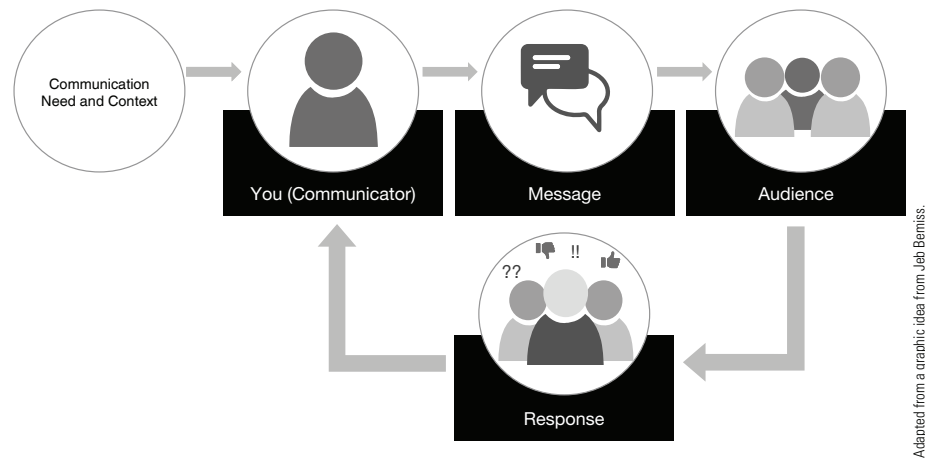 Communication
Need and Context
You (Communicator)
Message
Audience
??
!!
Response
Adapted from a graphic idea from Jeb Bemiss.